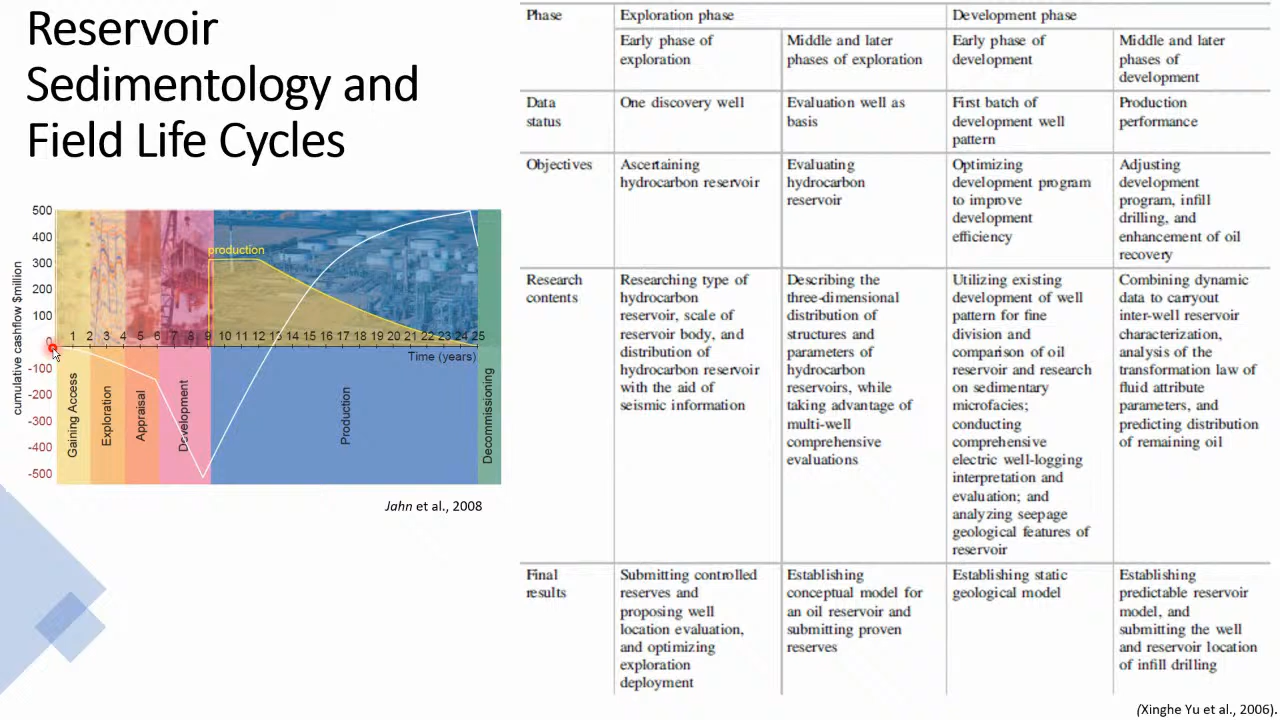 Reservoir
Sedimentology and
Field Life Cycles
500
400
300
200
100
0
-100
-200
-300
-400
-500
cumulative cashflow $milion
production
1 2 3 4 5 6 7 8 9 10 11 12 13 14 15 16 17 18 19 20 21 22 23 24 25
Time (years)
Gaining Access
Exploration
Appraisal
Development
Production
Decommissioning
Jahn et al., 2008
Phase
Exploration phase
Development phase
Early phase of
exploration
Middle and later
phases of exploration
Early phase of
development
Middle and later
phases of
development
Data
status
One discovery well
Evaluation well as
basis
First batch of
development well
pattern
Production
performance
Objectives
Ascertaining
hydrocarbon reservoir
Evaluating
hydrocarbon
reservoir
Optimizing
development program
to improve
development
efficiency
Adjusting
development
program, infill
drilling, and
enhancement of oil
recovery
Research
contents
Researching type of
hydrocarbon
reservoir, scale of
reservoir body, and
distribution of
hydrocarbon reservoir
with the aid of
seismic information
Describing the
three-dimensional
distribution of
structures and
parameters of
hydrocarbon
reservoirs, while
taking advantage of
multi-well
comprehensive
evaluations
Utilizing existing
development of well
pattern for fine
division and
comparison of oil
reservoir and research
on sedimentary
microfacies;
conducting
comprehensive
electric well-logging
interpretation and
evaluation; and
analyzing seepage
geological features of
reservoir
Combining dynamic
data to carryout
inter-well reservoir
characterization,
analysis of the
transformation law of
fluid attribute
parameters, and
predicting distribution
of remaining oil
Final
results
Submitting controlled
reserves and
proposing well
location evaluation,
and optimizing
exploration
deployment
Establishing
conceptual model for
an oil reservoir and
submitting proven
reserves
Establishing static
geological model
Establishing
predictable reservoir
model, and
submitting the well
and reservoir location
of infill drilling
(Xinghe Yu et al., 2006).